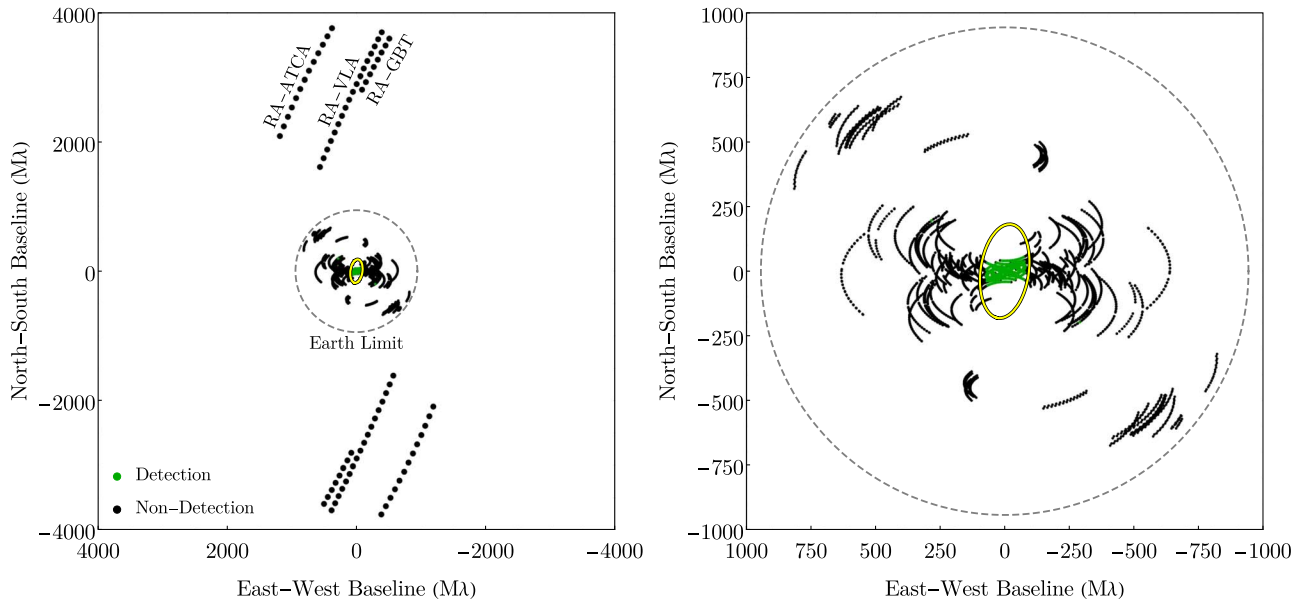 4000
2000
0
−2000
−4000
4000
2000
0
−2000
−4000
North−South Baseline (Mλ)
East−West Baseline (Mλ)
RA−ATCA
RA−VLA
RA−GBT
Earth Limit
Detection
Non−Detection
1000
750
500
250
0
−250
−500
−750
−1000
1000
750
500
250
0
−250
−500
−750
−1000
North−South Baseline (Mλ)
East−West Baseline (Mλ)